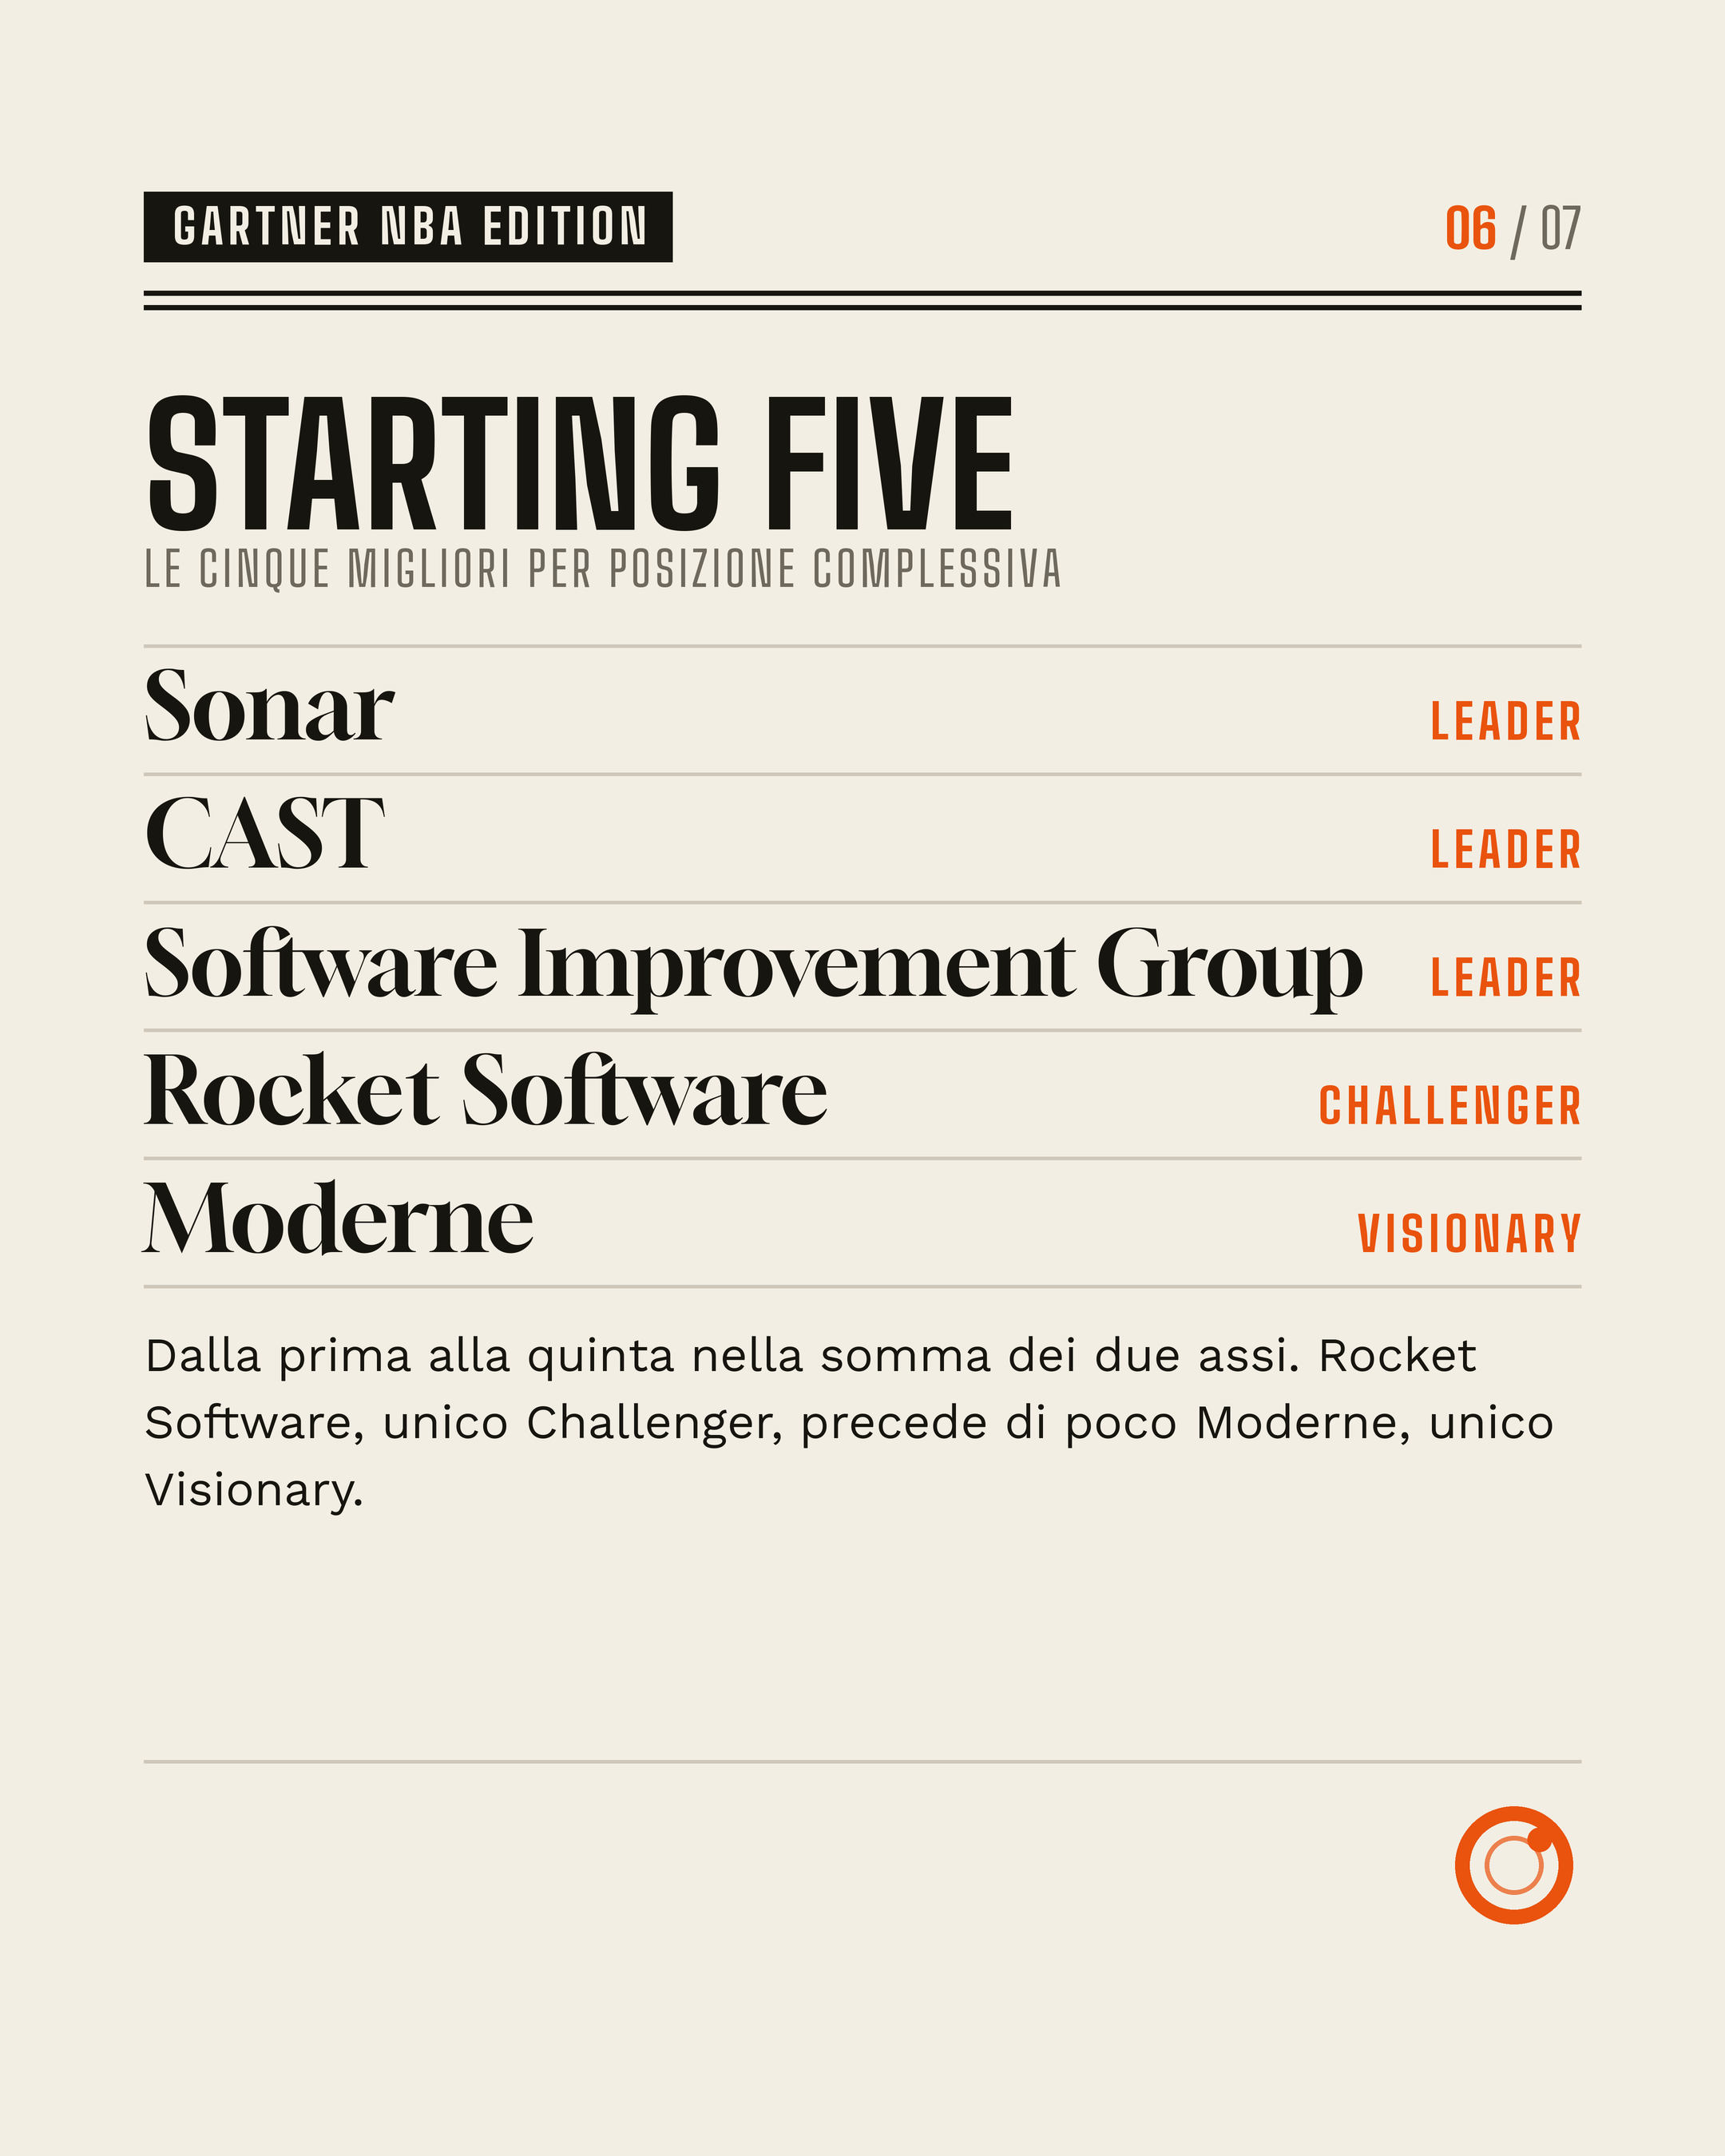 GARTNER NBA EDITION
06 / 07
STARTING FIVE
LE CINQUE MIGLIORI PER POSIZIONE COMPLESSIVA
Sonar LEADER
CAST LEADER
Software Improvement Group LEADER
Rocket Software CHALLENGER
Moderne VISIONARY
Dalla prima alla quinta nella somma dei due assi. Rocket
Software, unico Challenger, precede di poco Moderne, unico
Visionary.